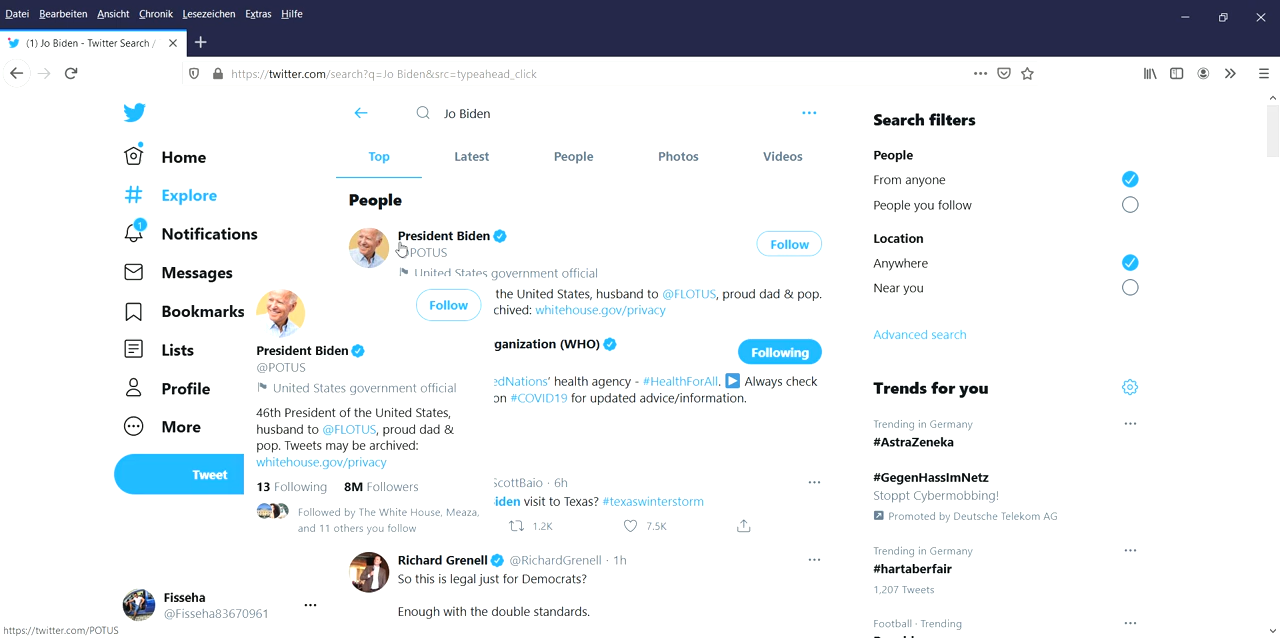 Datei Bearbeiten Ansicht Chronik Lesezeichen Extras Hilfe
(1) Jo Biden - Twitter Search /
https://twitter.com/search?q=Jo Biden&src=typeahead_click
Jo Biden
Top Latest People Photos Videos
Home
Explore
1
Notifications
Messages
Bookmarks
Lists
Profile
More
Tweet
Fisseha
@Fisseha83670961
People
President Biden
POTUS
Follow
United States government official
the United States, husband to @FLOTUS, proud dad & pop.
chived: whitehouse.gov/privacy
ganization (WHO)
Following
edNations' health agency - #HealthForAll. ▶ Always check
on #COVID19 for updated advice/information.
Follow
President Biden
@POTUS
United States government official
46th President of the United States,
husband to @FLOTUS, proud dad &
pop. Tweets may be archived:
whitehouse.gov/privacy
13 Following 8M Followers
Followed by The White House, Meaza,
and 11 others you follow
ScottBaio · 6h
iden visit to Texas? #texaswinterstorm
1.2K 7.5K
Richard Grenell @RichardGrenell · 1h
So this is legal just for Democrats?
Enough with the double standards.
Search filters
People
From anyone
People you follow
Location
Anywhere
Near you
Advanced search
Trends for you
Trending in Germany
#AstraZeneka
#GegenHassImNetz
Stoppt Cybermobbing!
Promoted by Deutsche Telekom AG
Trending in Germany
#hartaberfair
1,207 Tweets
Football · Trending
https://twitter.com/POTUS